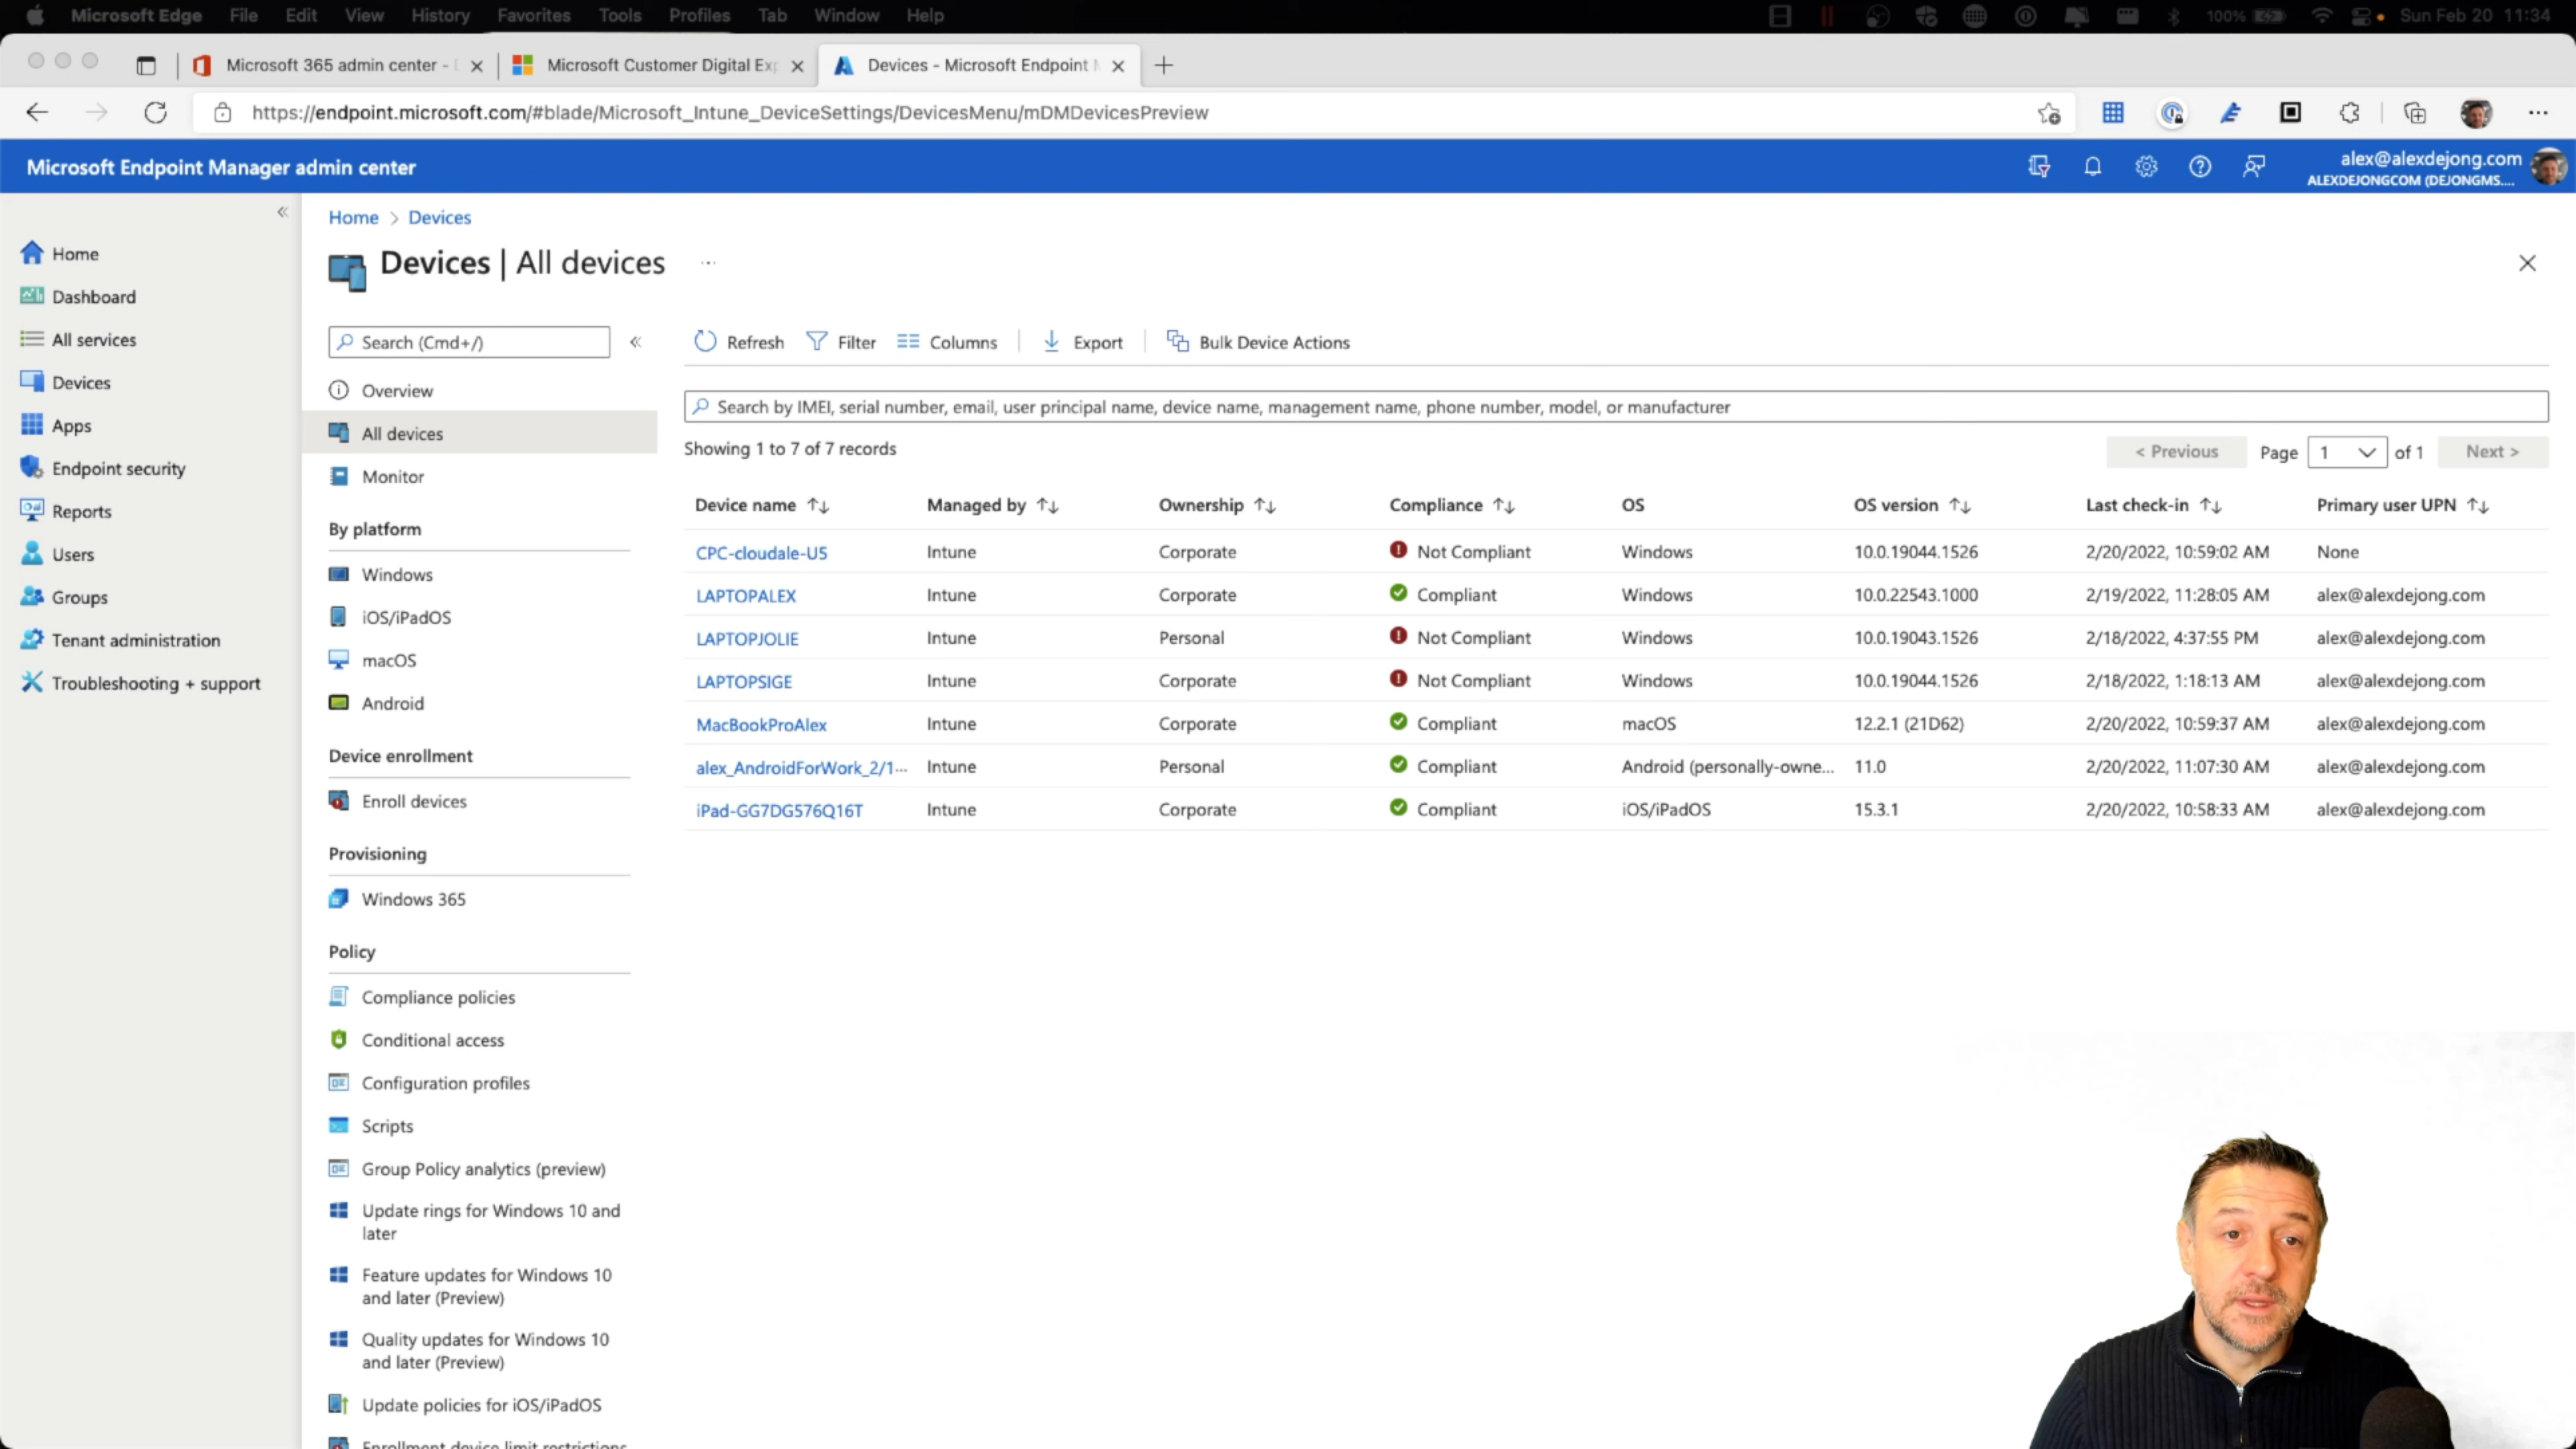 Microsoft Edge File Edit View History Favorites Tools Profiles Tab Window Help 100% Sun Feb 20 11:34
Microsoft 365 admin center - Microsoft Customer Digital Exp Devices - Microsoft Endpoint M
https://endpoint.microsoft.com/#blade/Microsoft_Intune_DeviceSettings/DevicesMenu/mDMDevicesPreview
Microsoft Endpoint Manager admin center
alex@alexdejong.com
ALEXDEJONGCOM (DEJONGMS....
Home
Dashboard
All services
Devices
Apps
Endpoint security
Reports
Users
Groups
Tenant administration
Troubleshooting + support
Home > Devices
Devices | All devices ...
Search (Cmd+/)
Overview
All devices
Monitor
By platform
Windows
iOS/iPadOS
macOS
Android
Device enrollment
Enroll devices
Provisioning
Windows 365
Policy
Compliance policies
Conditional access
Configuration profiles
Scripts
Group Policy analytics (preview)
Update rings for Windows 10 and
later
Feature updates for Windows 10
and later (Preview)
Quality updates for Windows 10
and later (Preview)
Update policies for iOS/iPadOS
Enrollment device limit restrictions
Refresh Filter Columns Export Bulk Device Actions
Search by IMEI, serial number, email, user principal name, device name, management name, phone number, model, or manufacturer
Showing 1 to 7 of 7 records
< Previous Page 1 of 1 Next >
Device name Managed by Ownership Compliance OS OS version Last check-in Primary user UPN
CPC-cloudale-U5 Intune Corporate Not Compliant Windows 10.0.19044.1526 2/20/2022, 10:59:02 AM None
LAPTOPALEX Intune Corporate Compliant Windows 10.0.22543.1000 2/19/2022, 11:28:05 AM alex@alexdejong.com
LAPTOPJOLIE Intune Personal Not Compliant Windows 10.0.19043.1526 2/18/2022, 4:37:55 PM alex@alexdejong.com
LAPTOPSIGE Intune Corporate Not Compliant Windows 10.0.19044.1526 2/18/2022, 1:18:13 AM alex@alexdejong.com
MacBookProAlex Intune Corporate Compliant macOS 12.2.1 (21D62) 2/20/2022, 10:59:37 AM alex@alexdejong.com
alex_AndroidForWork_2/1... Intune Personal Compliant Android (personally-owne... 11.0 2/20/2022, 11:07:30 AM alex@alexdejong.com
iPad-GG7DG576Q16T Intune Corporate Compliant iOS/iPadOS 15.3.1 2/20/2022, 10:58:33 AM alex@alexdejong.com